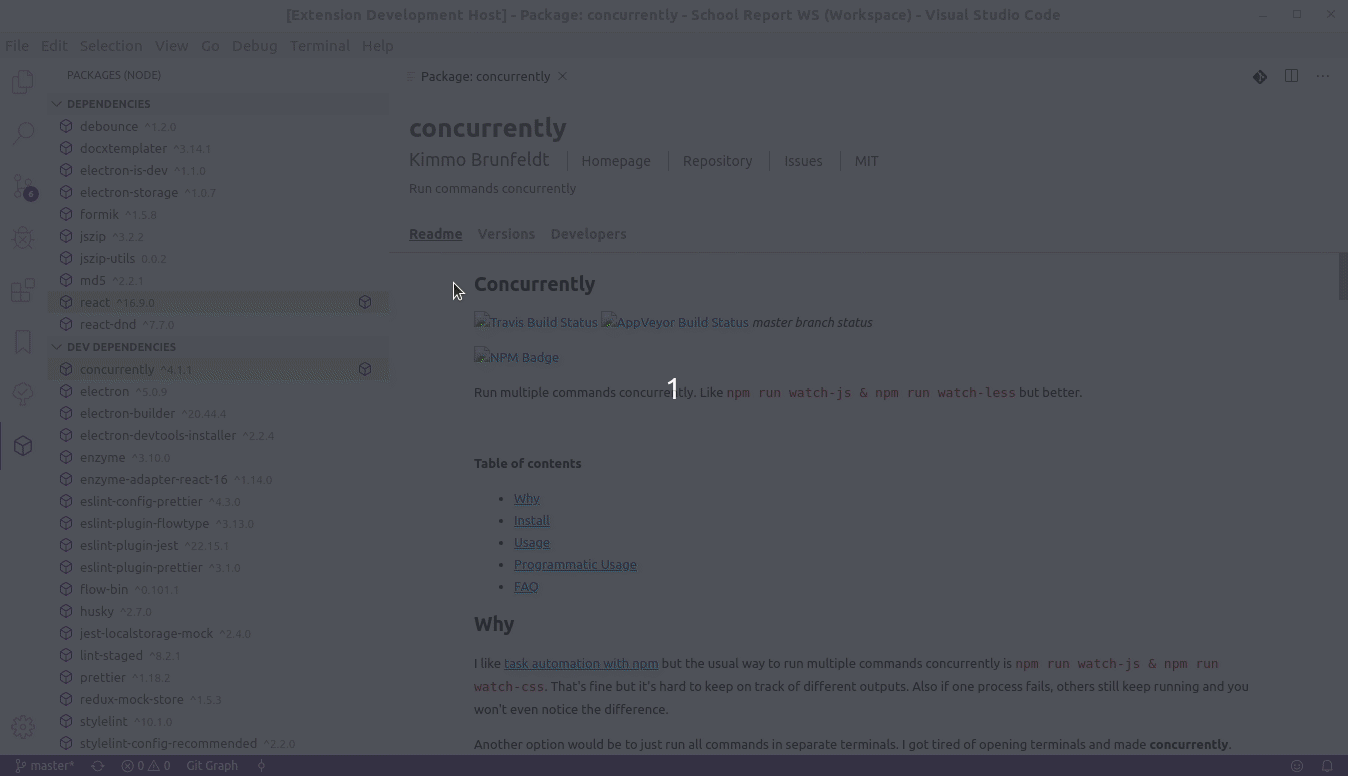 [Extension Development Host] - Package: concurrently - School Report WS (Workspace) - Visual Studio Code
File Edit Selection View Go Debug Terminal Help
PACKAGES (NODE)
DEPENDENCIES
debounce ^1.2.0
docxtemplater ^3.14.1
electron-is-dev ^1.1.0
electron-storage ^1.0.7
formik ^1.5.8
jszip ^3.2.2
jszip-utils 0.0.2
md5 ^2.2.1
react ^16.9.0
react-dnd ^7.7.0
DEV DEPENDENCIES
concurrently ^4.1.1
electron ^5.0.9
electron-builder ^20.44.4
electron-devtools-installer ^2.2.4
enzyme ^3.10.0
enzyme-adapter-react-16 ^1.14.0
eslint-config-prettier ^4.3.0
eslint-plugin-flowtype ^3.13.0
eslint-plugin-jest ^22.15.1
eslint-plugin-prettier ^3.1.0
flow-bin ^0.101.1
husky ^2.7.0
jest-localstorage-mock ^2.4.0
lint-staged ^8.2.1
prettier ^1.18.2
redux-mock-store ^1.5.3
stylelint ^10.1.0
stylelint-config-recommended ^2.2.0
6
Package: concurrently
concurrently
Kimmo Brunfeldt Homepage Repository Issues MIT
Run commands concurrently
Readme Versions Developers
Concurrently
Travis Build Status AppVeyor Build Status master branch status
NPM Badge
Run multiple commands concurrently. Like npm run watch-js & npm run watch-less but better.
1
Table of contents
Why
Install
Usage
Programmatic Usage
FAQ
Why
I like task automation with npm but the usual way to run multiple commands concurrently is npm run watch-js & npm run
watch-css. That's fine but it's hard to keep on track of different outputs. Also if one process fails, others still keep running and you
won't even notice the difference.
Another option would be to just run all commands in separate terminals. I got tired of opening terminals and made concurrently.
master* 0 0 Git Graph